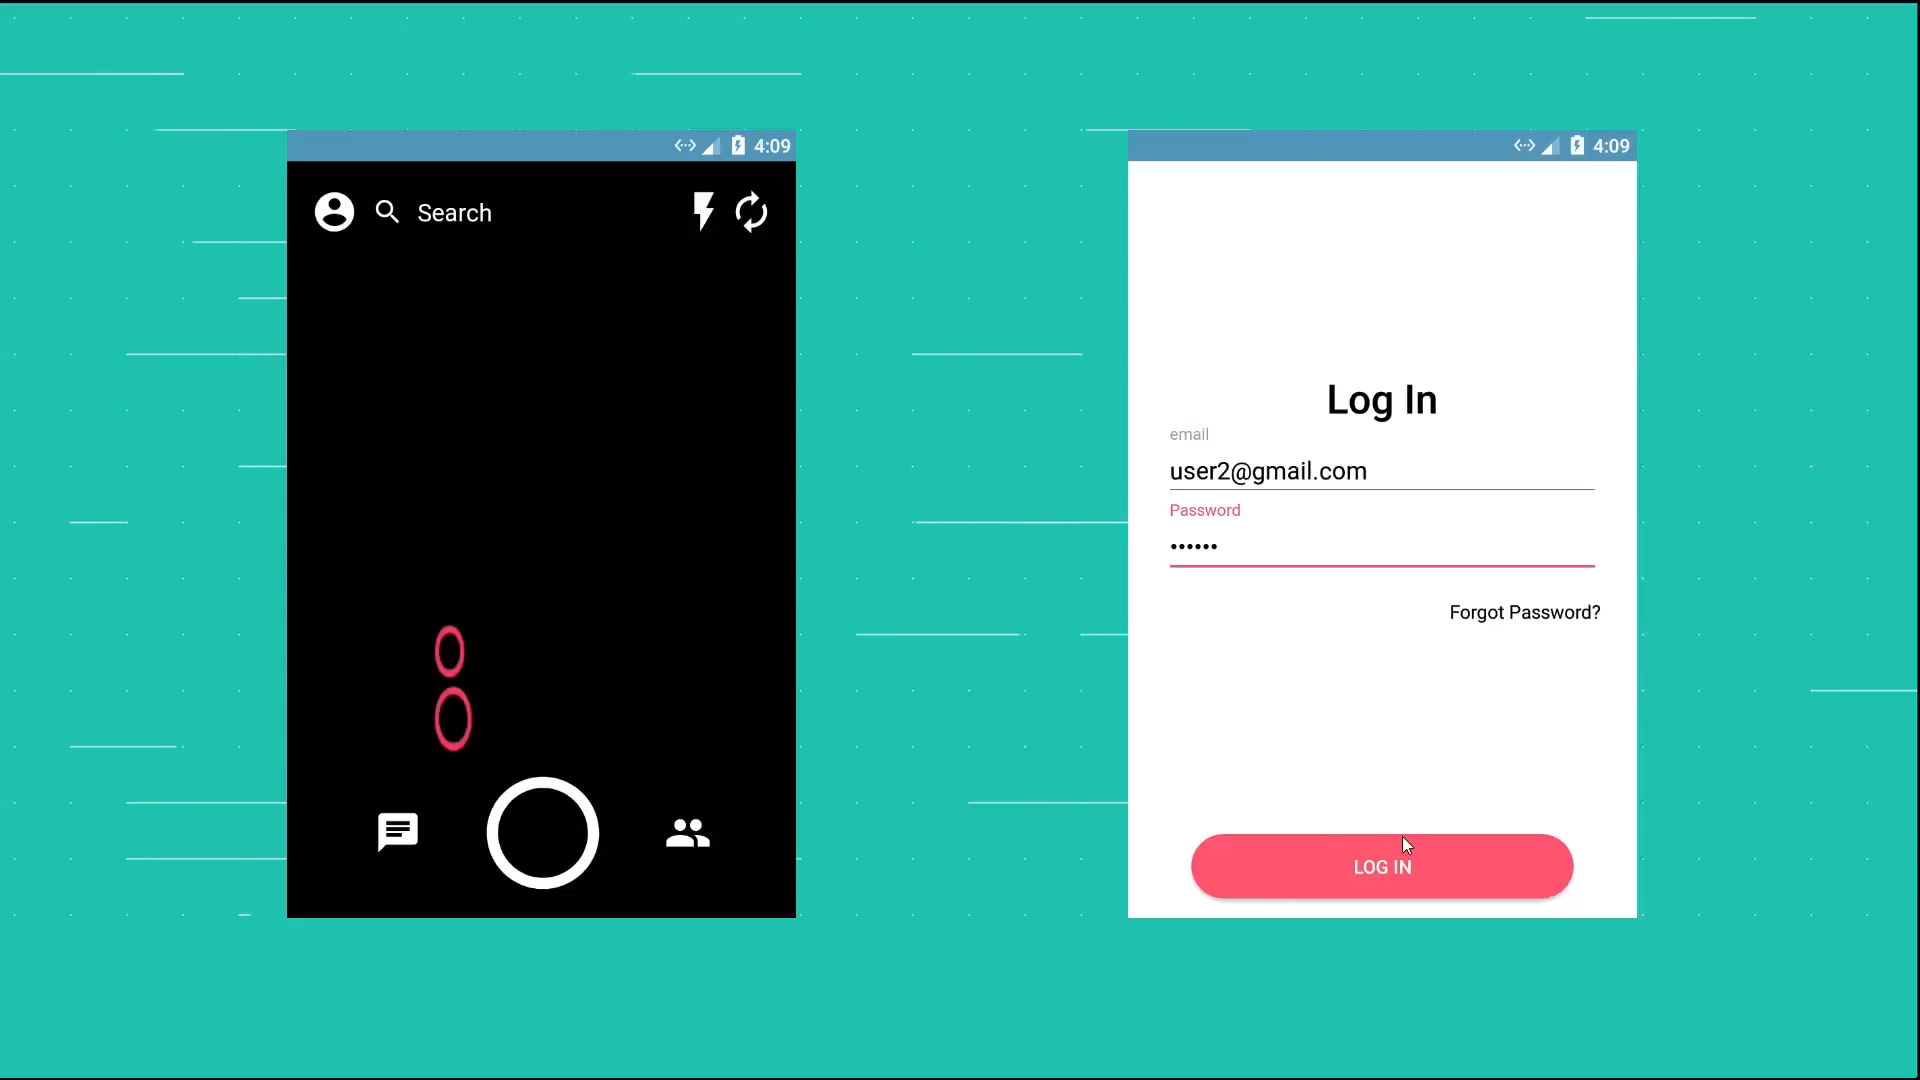 4:09
Search
4:09
Log In
email
user2@gmail.com
Password
••••••
Forgot Password?
LOG IN